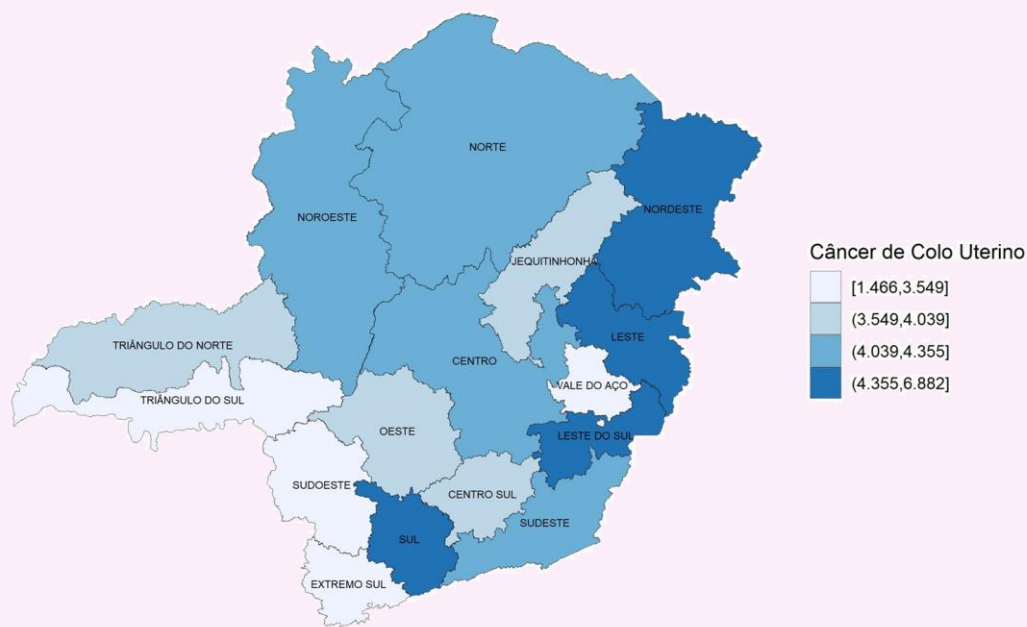 NORTE
NORDESTE
NOROESTE
Câncer de Colo Uterino
JEQUITINHONHA
[1.466,3.549]
(3.549,4.039]
LESTE
TRIÂNGULO DO NORTE
(4.039,4.355]
CENTRO
(4.355,6.882]
VALE DO AÇO
TRIÂNGULO DO SUL
OESTE
LESTE DO SUL
SUDOESTE
CENTRO SUL
SUDESTE
SUL
EXTREMO SUL